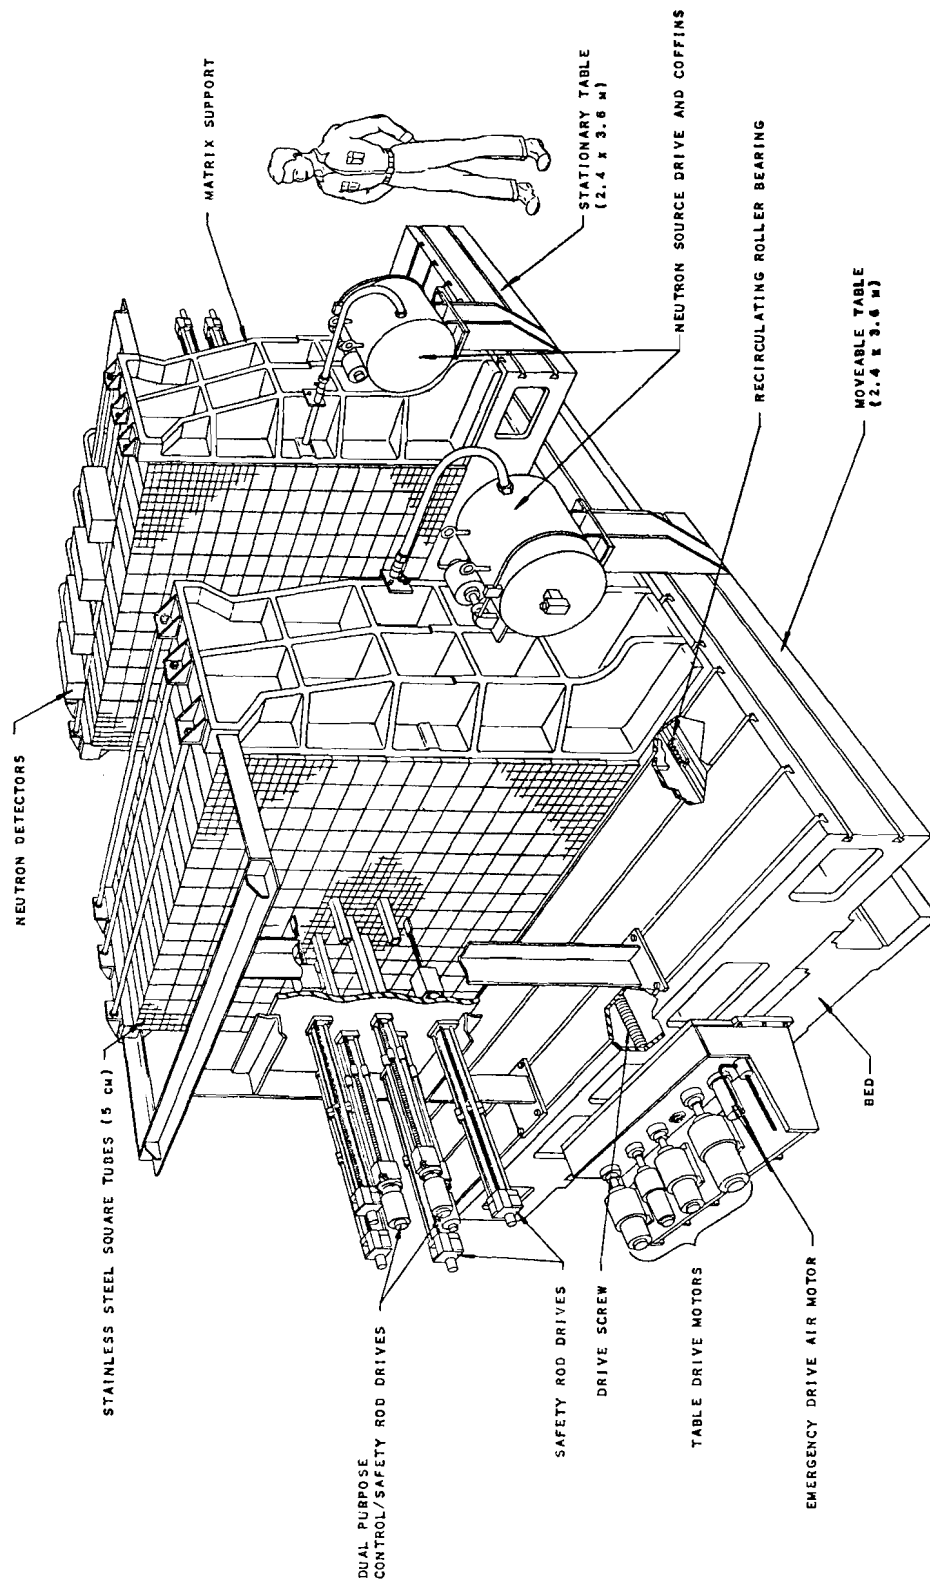 NEUTRON DETECTORS
STAINLESS STEEL SQUARE TUBES (5 CM)
MATRIX SUPPORT
STATIONARY TABLE
(2.4 x 3.6 M)
NEUTRON SOURCE DRIVE AND COFFINS
RECIRCULATING ROLLER BEARING
MOVEABLE TABLE
(2.4 x 3.6 M)
DUAL PURPOSE
CONTROL/SAFETY ROD DRIVES
SAFETY ROD DRIVES
DRIVE SCREW
TABLE DRIVE MOTORS
EMERGENCY DRIVE AIR MOTOR
BED